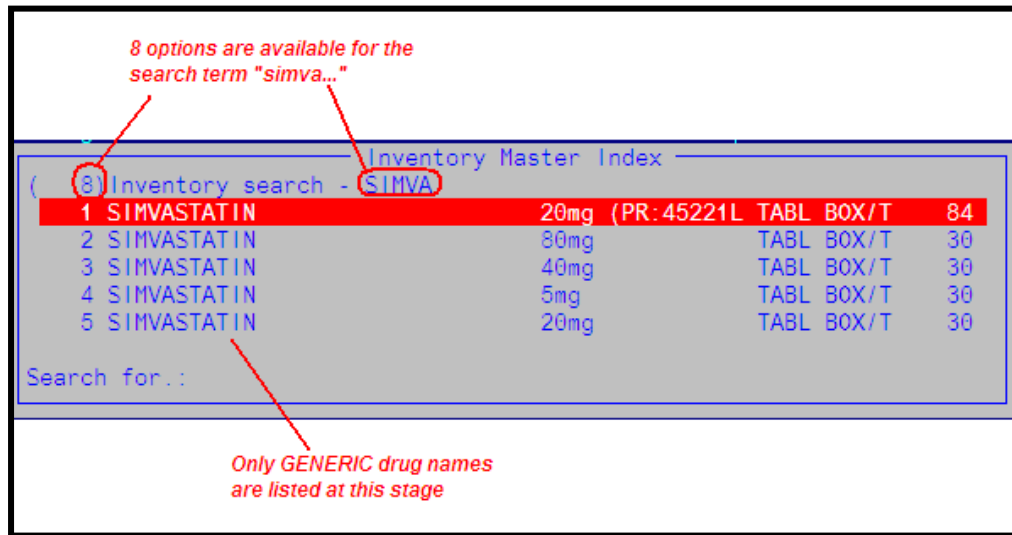 8 options are available for the
search term "simva..."
Inventory Master Index
( 8) Inventory search - SIMVA
1 SIMVASTATIN 20mg (PR:45221L TABL BOX/T 84
2 SIMVASTATIN 80mg TABL BOX/T 30
3 SIMVASTATIN 40mg TABL BOX/T 30
4 SIMVASTATIN 5mg TABL BOX/T 30
5 SIMVASTATIN 20mg TABL BOX/T 30
Search for.:
Only GENERIC drug names
are listed at this stage